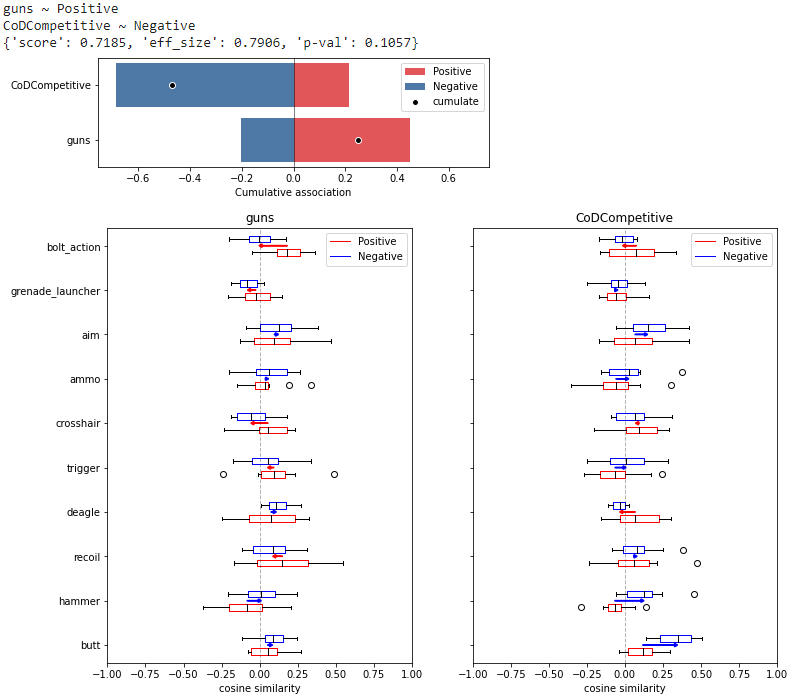 guns ~ Positive
CoDCompetitive ~ Negative
{'score': 0.7185, 'eff_size': 0.7906, 'p-val': 0.1057}
CoDCompetitive
guns
Positive
Negative
cumulate
−0.6 −0.4 −0.2 0.0 0.2 0.4 0.6
Cumulative association
guns
bolt_action
grenade_launcher
aim
ammo
crosshair
trigger
deagle
recoil
hammer
butt
Positive
Negative
−1.00 −0.75 −0.50 −0.25 0.00 0.25 0.50 0.75 1.00
cosine similarity
CoDCompetitive
Positive
Negative
−1.00 −0.75 −0.50 −0.25 0.00 0.25 0.50 0.75 1.00
cosine similarity